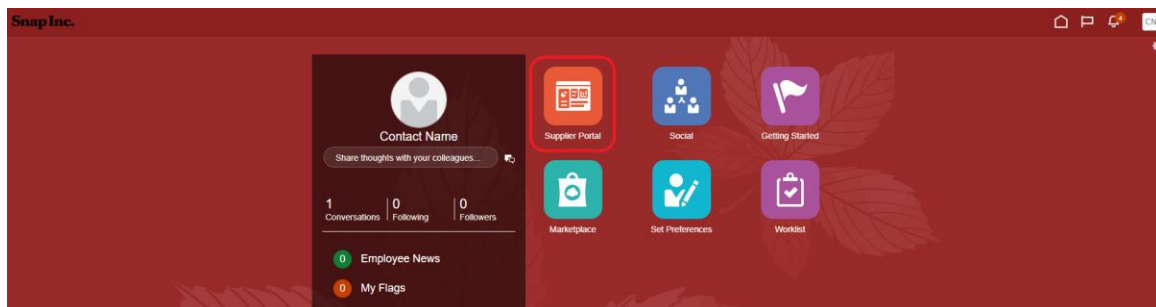 Snap Inc.
4
CN
Contact Name
Share thoughts with your colleagues...
1
Conversations
0
Following
0
Followers
0 Employee News
0 My Flags
Supplier Portal
Social
Getting Started
Marketplace
Set Preferences
Worklist